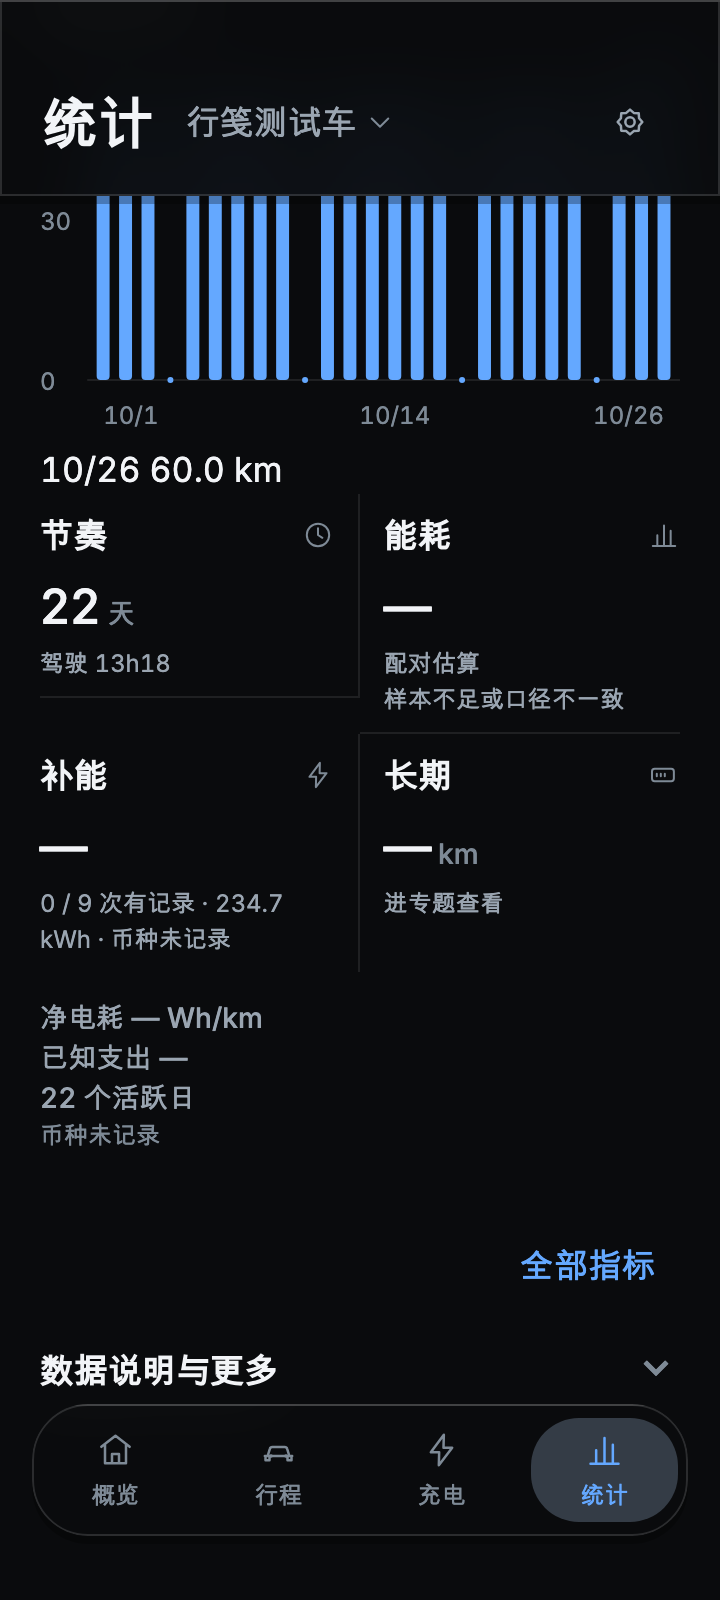 统计 行笺测试车
30
0
10/1 10/14 10/26
10/26 60.0 km
节奏
22 天
驾驶 13h18
能耗
—
配对估算
样本不足或口径不一致
补能
—
0 / 9 次有记录 · 234.7
kWh · 币种未记录
长期
— km
进专题查看
净电耗 — Wh/km
已知支出 —
22 个活跃日
币种未记录
全部指标
数据说明与更多
概览 行程 充电 统计